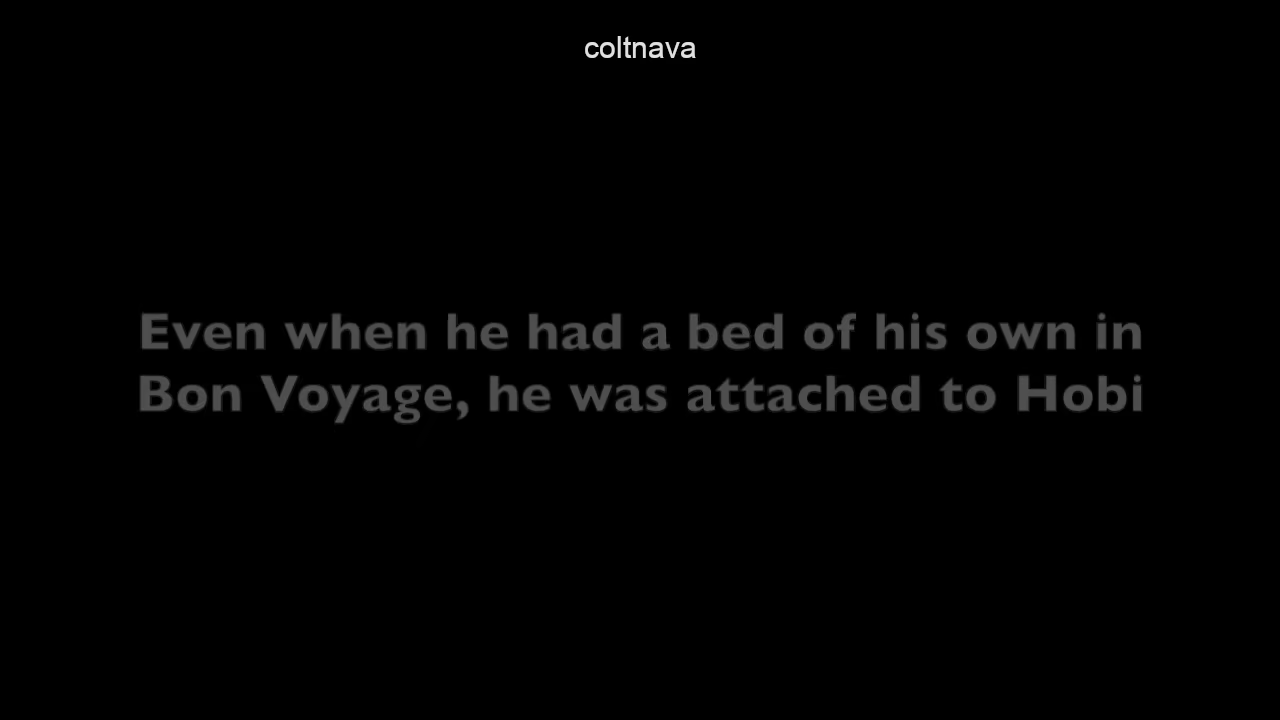 coltnava
Even when he had a bed of his own in
Bon Voyage, he was attached to Hobi